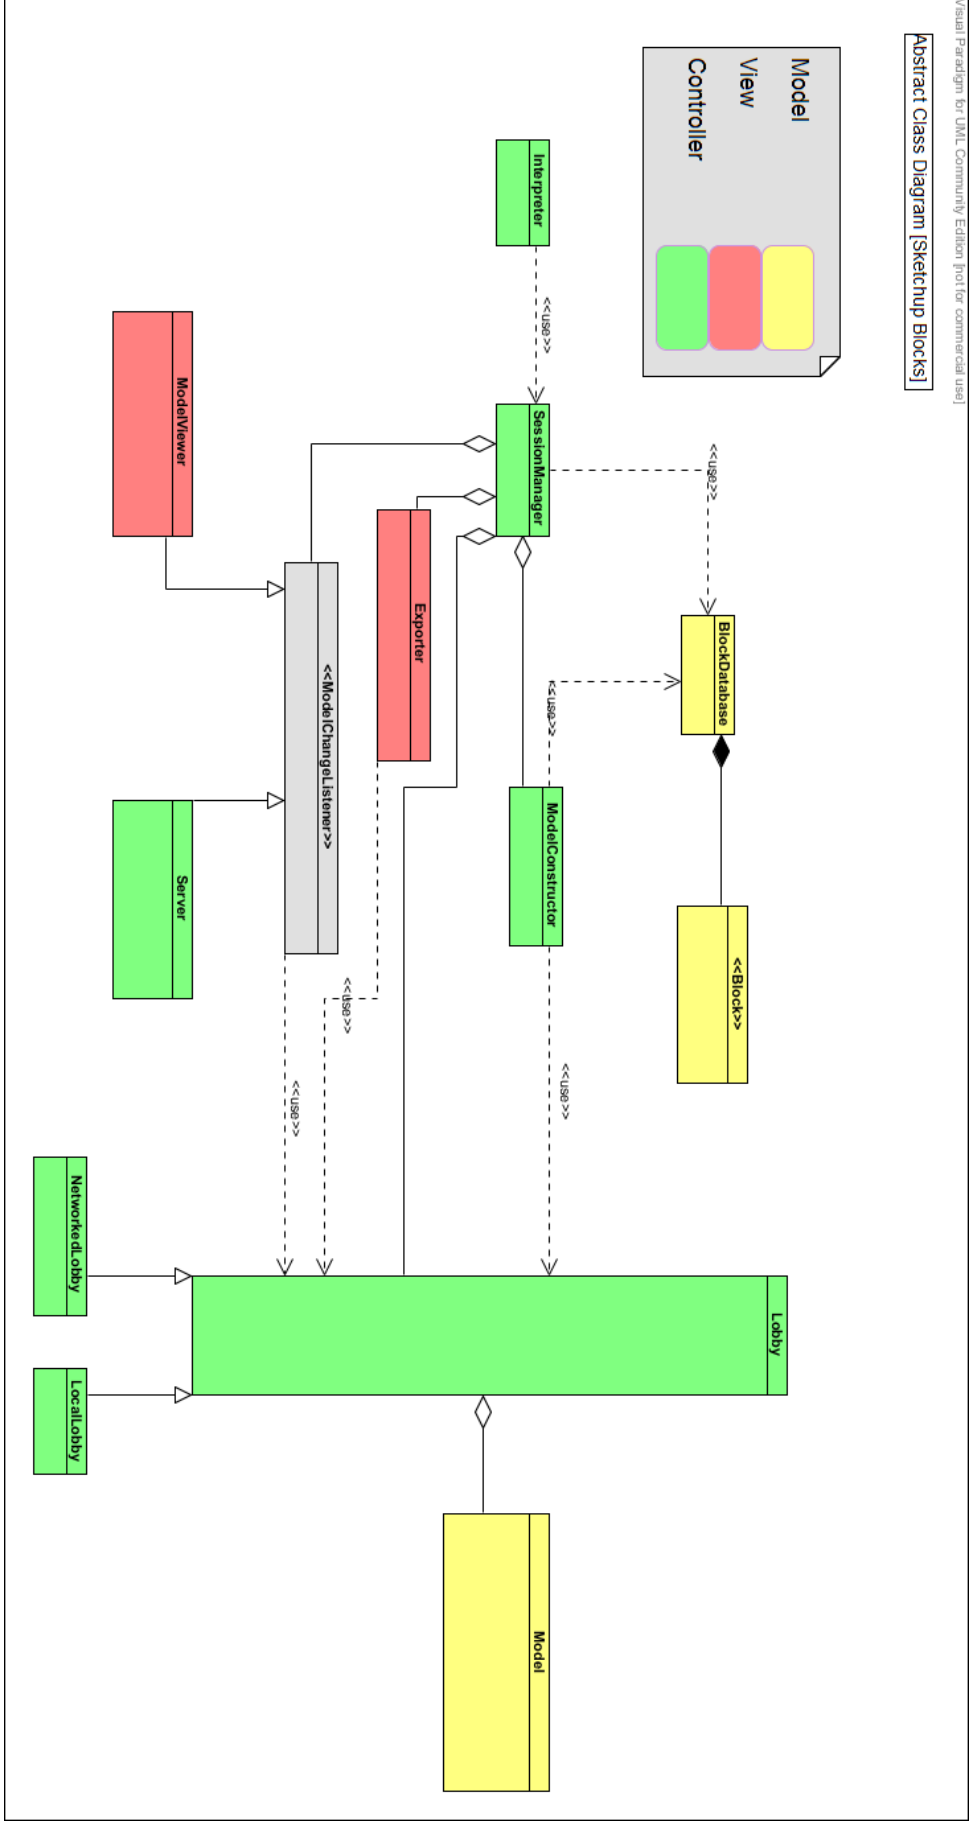 Visual Paradigm for UML Community Edition [not for commercial use]
Abstract Class Diagram [Sketchup Blocks]
Model
View
Controller
<<use>>
BlockDatabase
<<Block>>
Lobby
Interpreter
<<use>>
SessionManager
<<use>>
ModelConstructor
<<use>>
Model
Exporter
<<use>>
<<ModelChangeListener>>
<<use>>
ModelViewer
Server
NetworkedLobby
LocalLobby